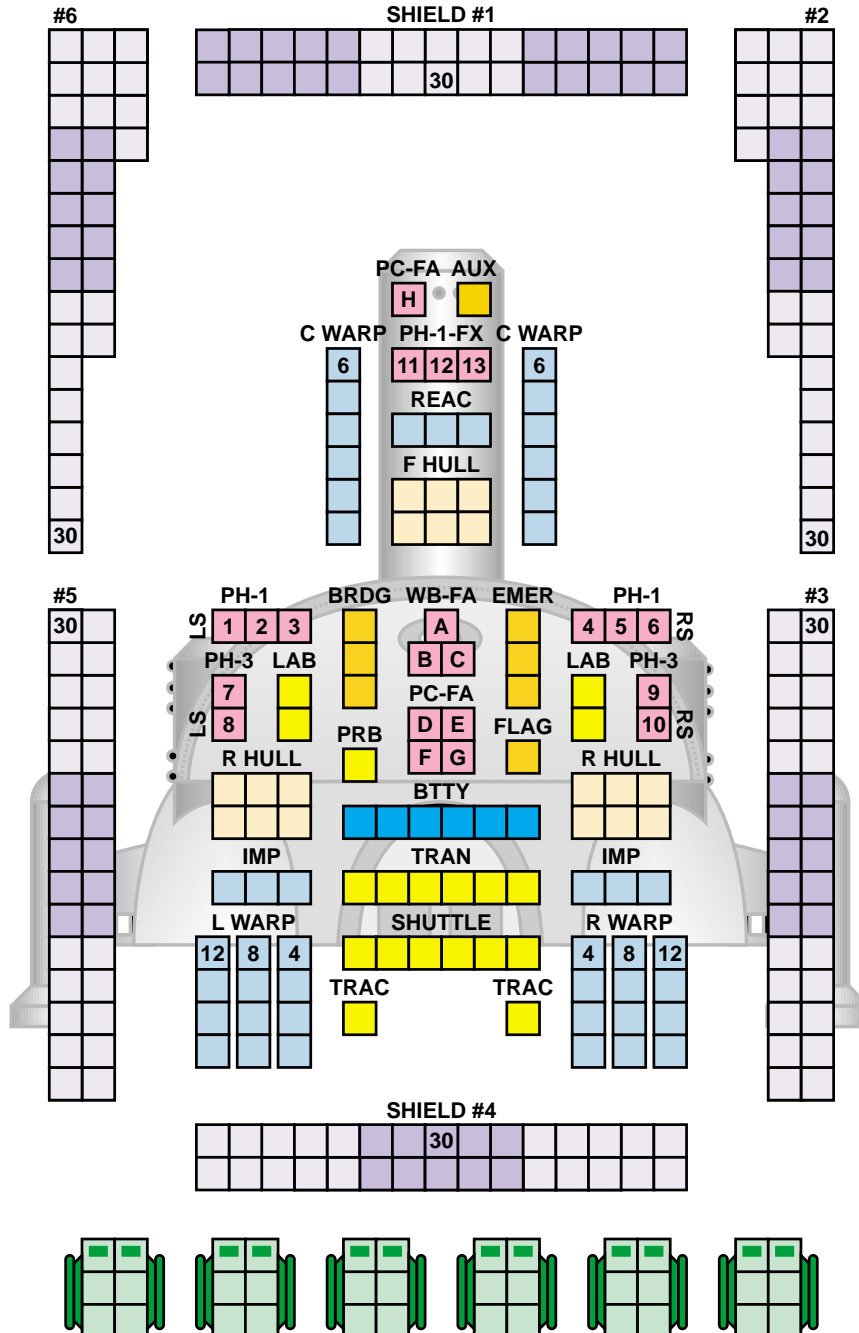 #6 SHIELD #1 #2
30
PC-FA AUX
H
C WARP PH-1-FX C WARP
6 11 12 13 6
REAC
F HULL
30 30
#5 PH-1 BRDG WB-FA EMER PH-1 #3
30 LS 1 2 3 A 4 5 6 RS 30
PH-3 LAB B C LAB PH-3
7 PC-FA 9
LS 8 D E 10 RS
PRB FLAG
F G
R HULL R HULL
BTTY
IMP TRAN IMP
L WARP SHUTTLE R WARP
12 8 4 4 8 12
TRAC TRAC
SHIELD #4
30